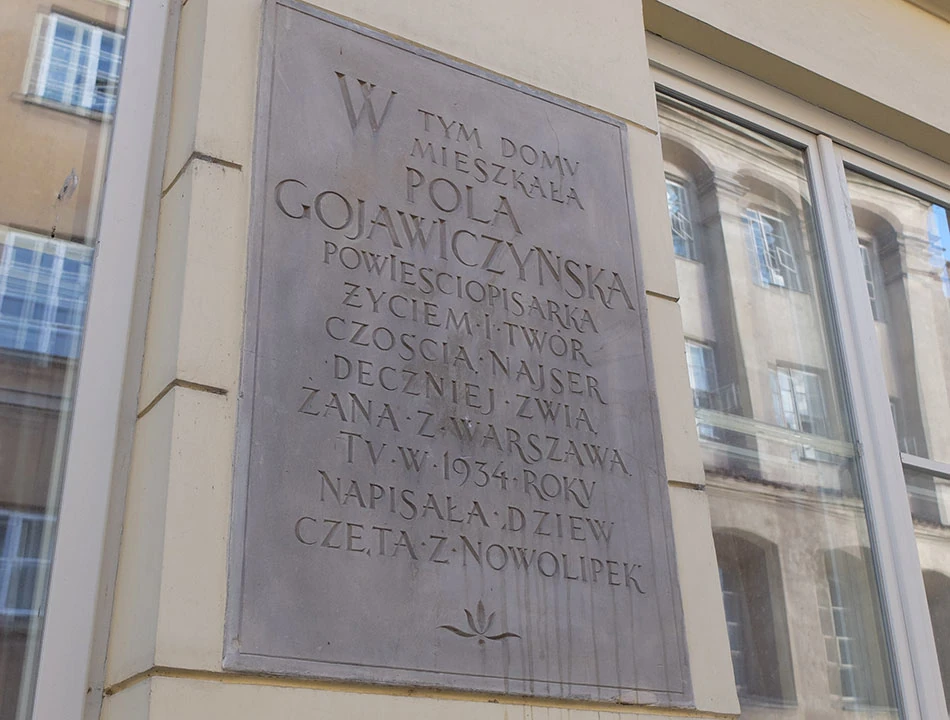 W TYM DOMV
MIESZKAŁA
POLA
GOJAWICZYŃSKA
POWIEŚCIOPISARKA
ŻYCIEM · I · TWÓR
CZOŚCIĄ · NAJSER
DECZNIEJ · ZWIĄ
ZANA · Z · WARSZAWĄ
TV · W · 1934 · ROKV
NAPISAŁA · „DZIEW
CZĘTA · Z · NOWOLIPEK”